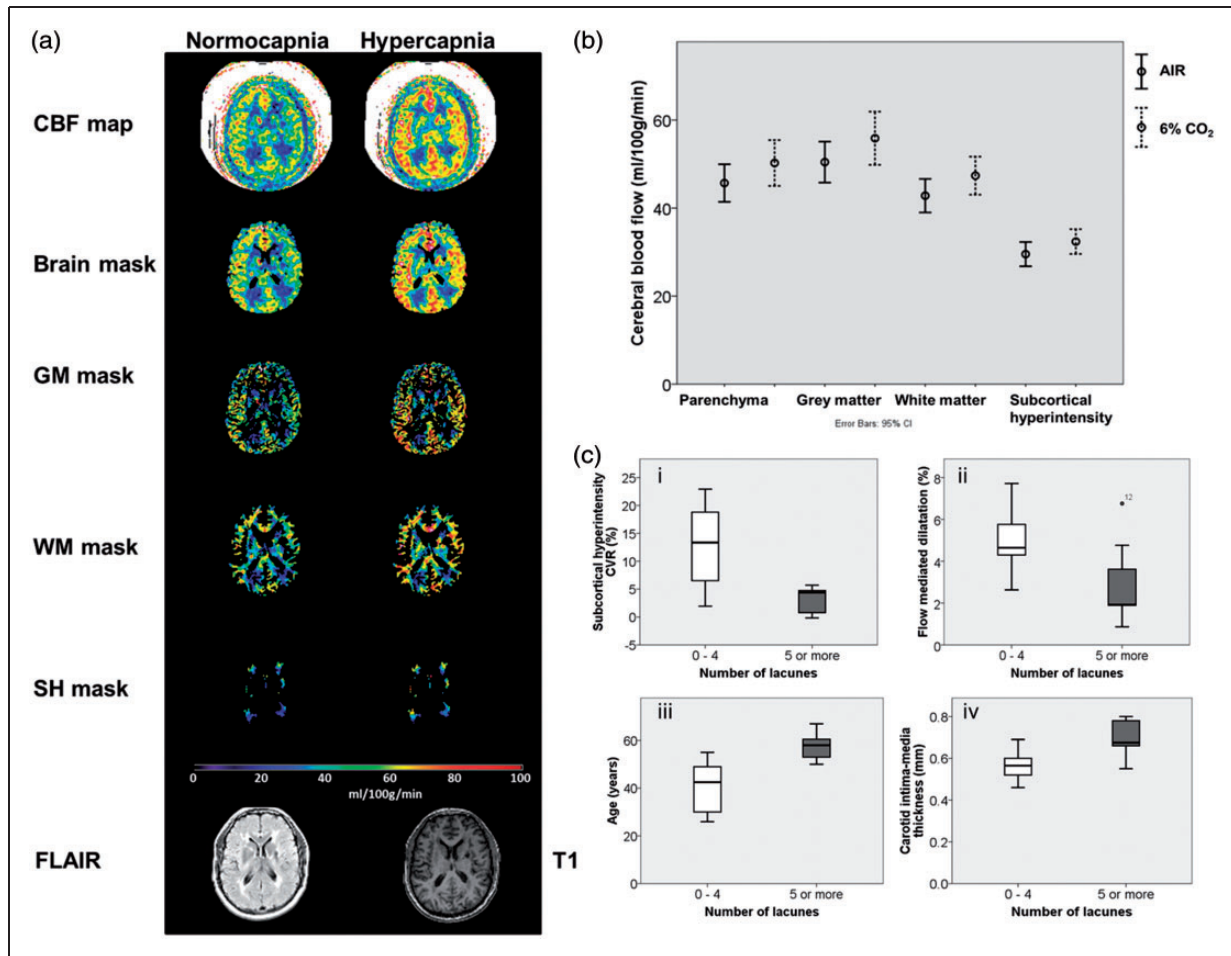 (a)
Normocapnia Hypercapnia
CBF map
Brain mask
GM mask
WM mask
SH mask
0 20 40 60 80 100
ml/100g/min
FLAIR
T1
(b)
Cerebral blood flow (ml/100g/min)
60
40
20
0
Parenchyma Grey matter White matter Subcortical
hyperintensity
Error Bars: 95% CI
AIR
6% CO₂
(c)
i
Subcortical hyperintensity
CVR (%)
25
20
15
10
5
0
-5
0 - 4 5 or more
Number of lacunes
ii
Flow mediated dilatation (%)
8
6
4
2
0
12
0 - 4 5 or more
Number of lacunes
iii
Age (years)
60
40
20
0
0 - 4 5 or more
Number of lacunes
iv
Carotid intima-media
thickness (mm)
0.8
0.6
0.4
0.2
0.0
0 - 4 5 or more
Number of lacunes